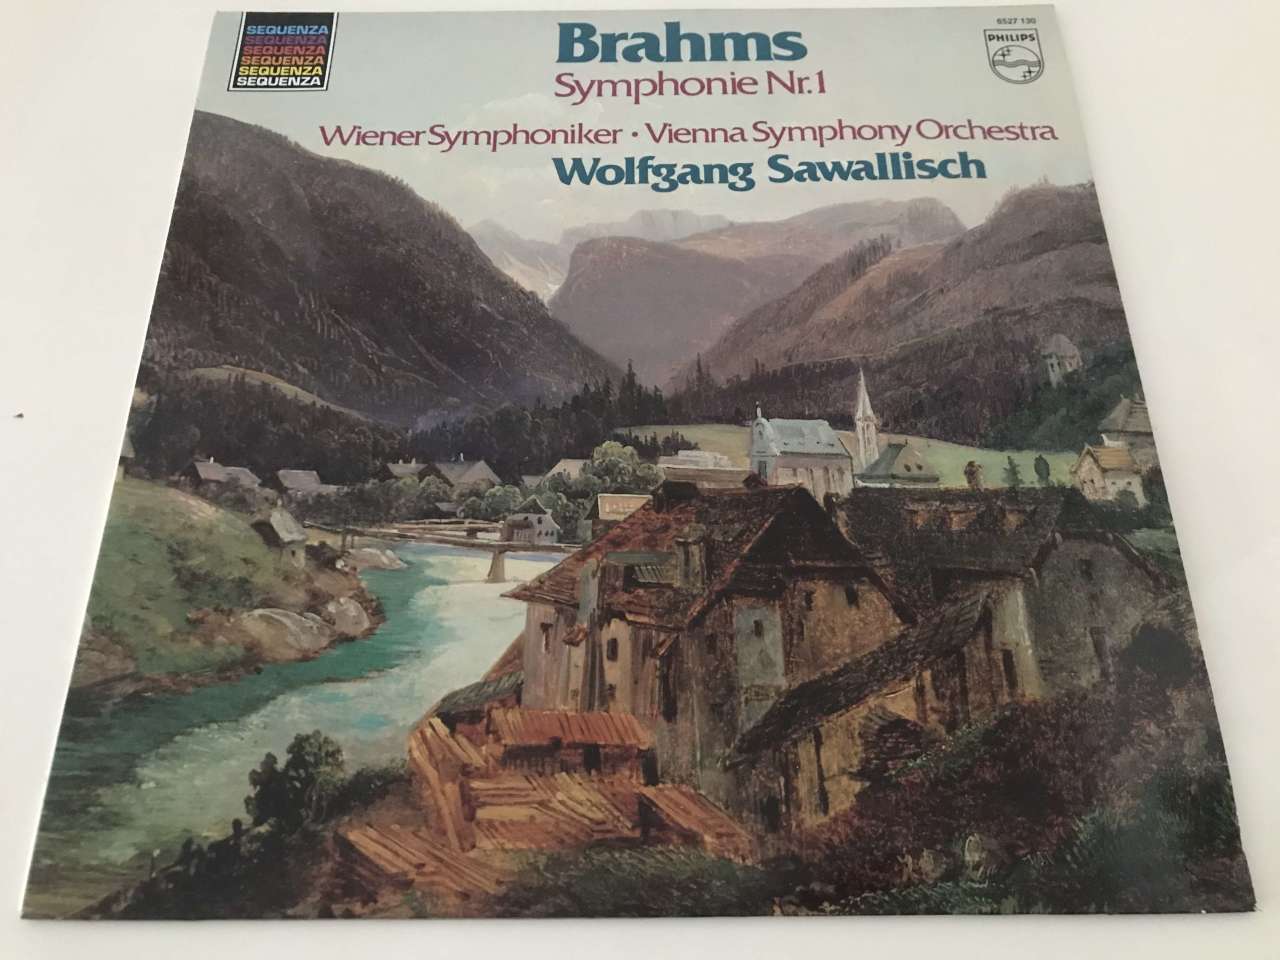 SEQUENZA
SEQUENZA
SEQUENZA
SEQUENZA
SEQUENZA
SEQUENZA
Brahms
Symphonie Nr.1
6527 130
PHILIPS
Wiener Symphoniker · Vienna Symphony Orchestra
Wolfgang Sawallisch